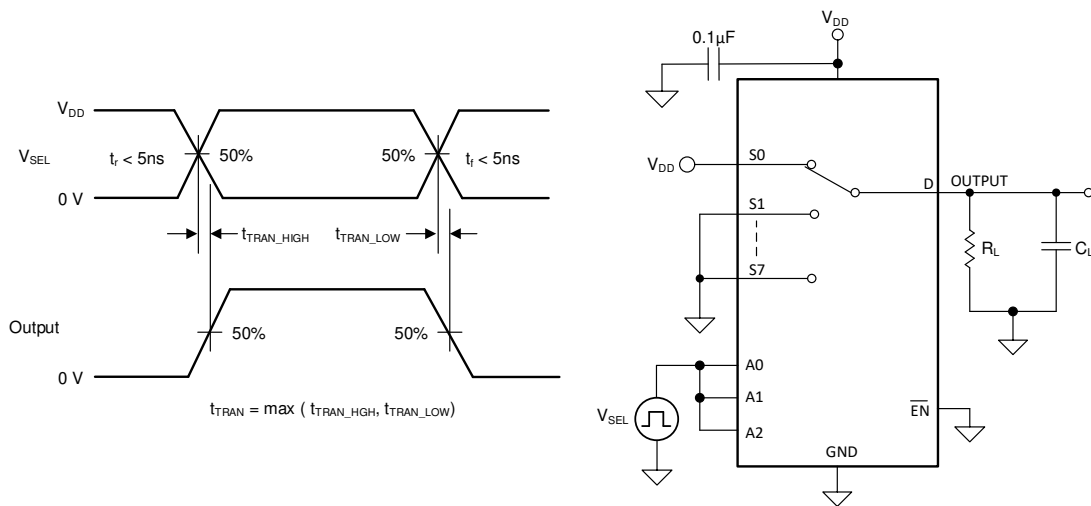 V_DD
V_SEL
0 V
t_r < 5ns
50%
50%
t_f < 5ns
t_TRAN_HIGH
t_TRAN_LOW
Output
0 V
50%
50%
t_TRAN = max ( t_TRAN_HGH, t_TRAN_LOW)
V_DD
0.1µF
V_DD
S0
S1
S7
D
OUTPUT
R_L
C_L
A0
A1
A2
V_SEL
EN
GND